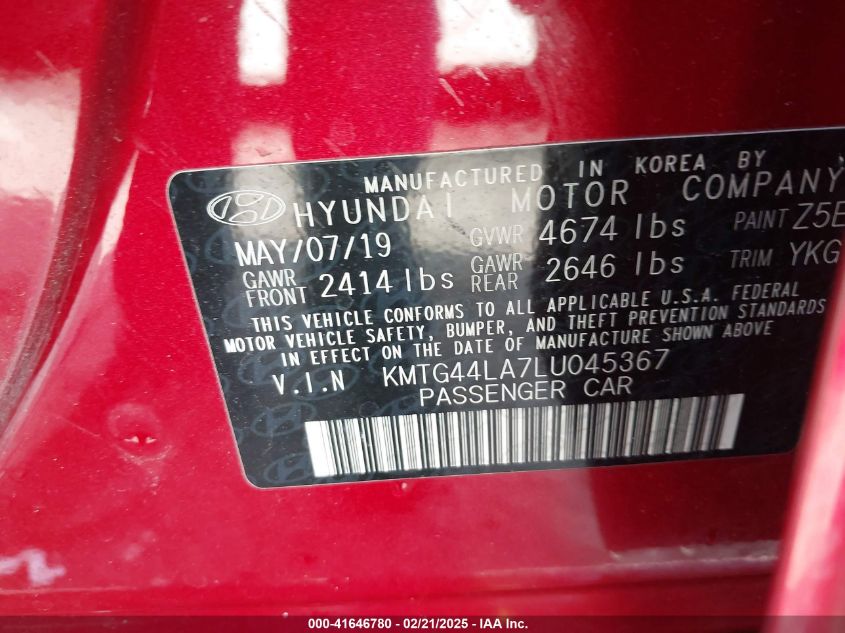 MANUFACTURED IN KOREA BY
HYUNDAI MOTOR COMPANY
MAY/07/19 GVWR 4674 lbs PAINT Z5E
GAWR FRONT 2414 lbs GAWR REAR 2646 lbs TRIM YKG
THIS VEHICLE CONFORMS TO ALL APPLICABLE U.S.A. FEDERAL
MOTOR VEHICLE SAFETY, BUMPER, AND THEFT PREVENTION STANDARDS
IN EFFECT ON THE DATE OF MANUFACTURE SHOWN ABOVE
V.I.N KMTG44LA7LU045367
PASSENGER CAR
000-41646780 - 02/21/2025 - IAAI Inc.